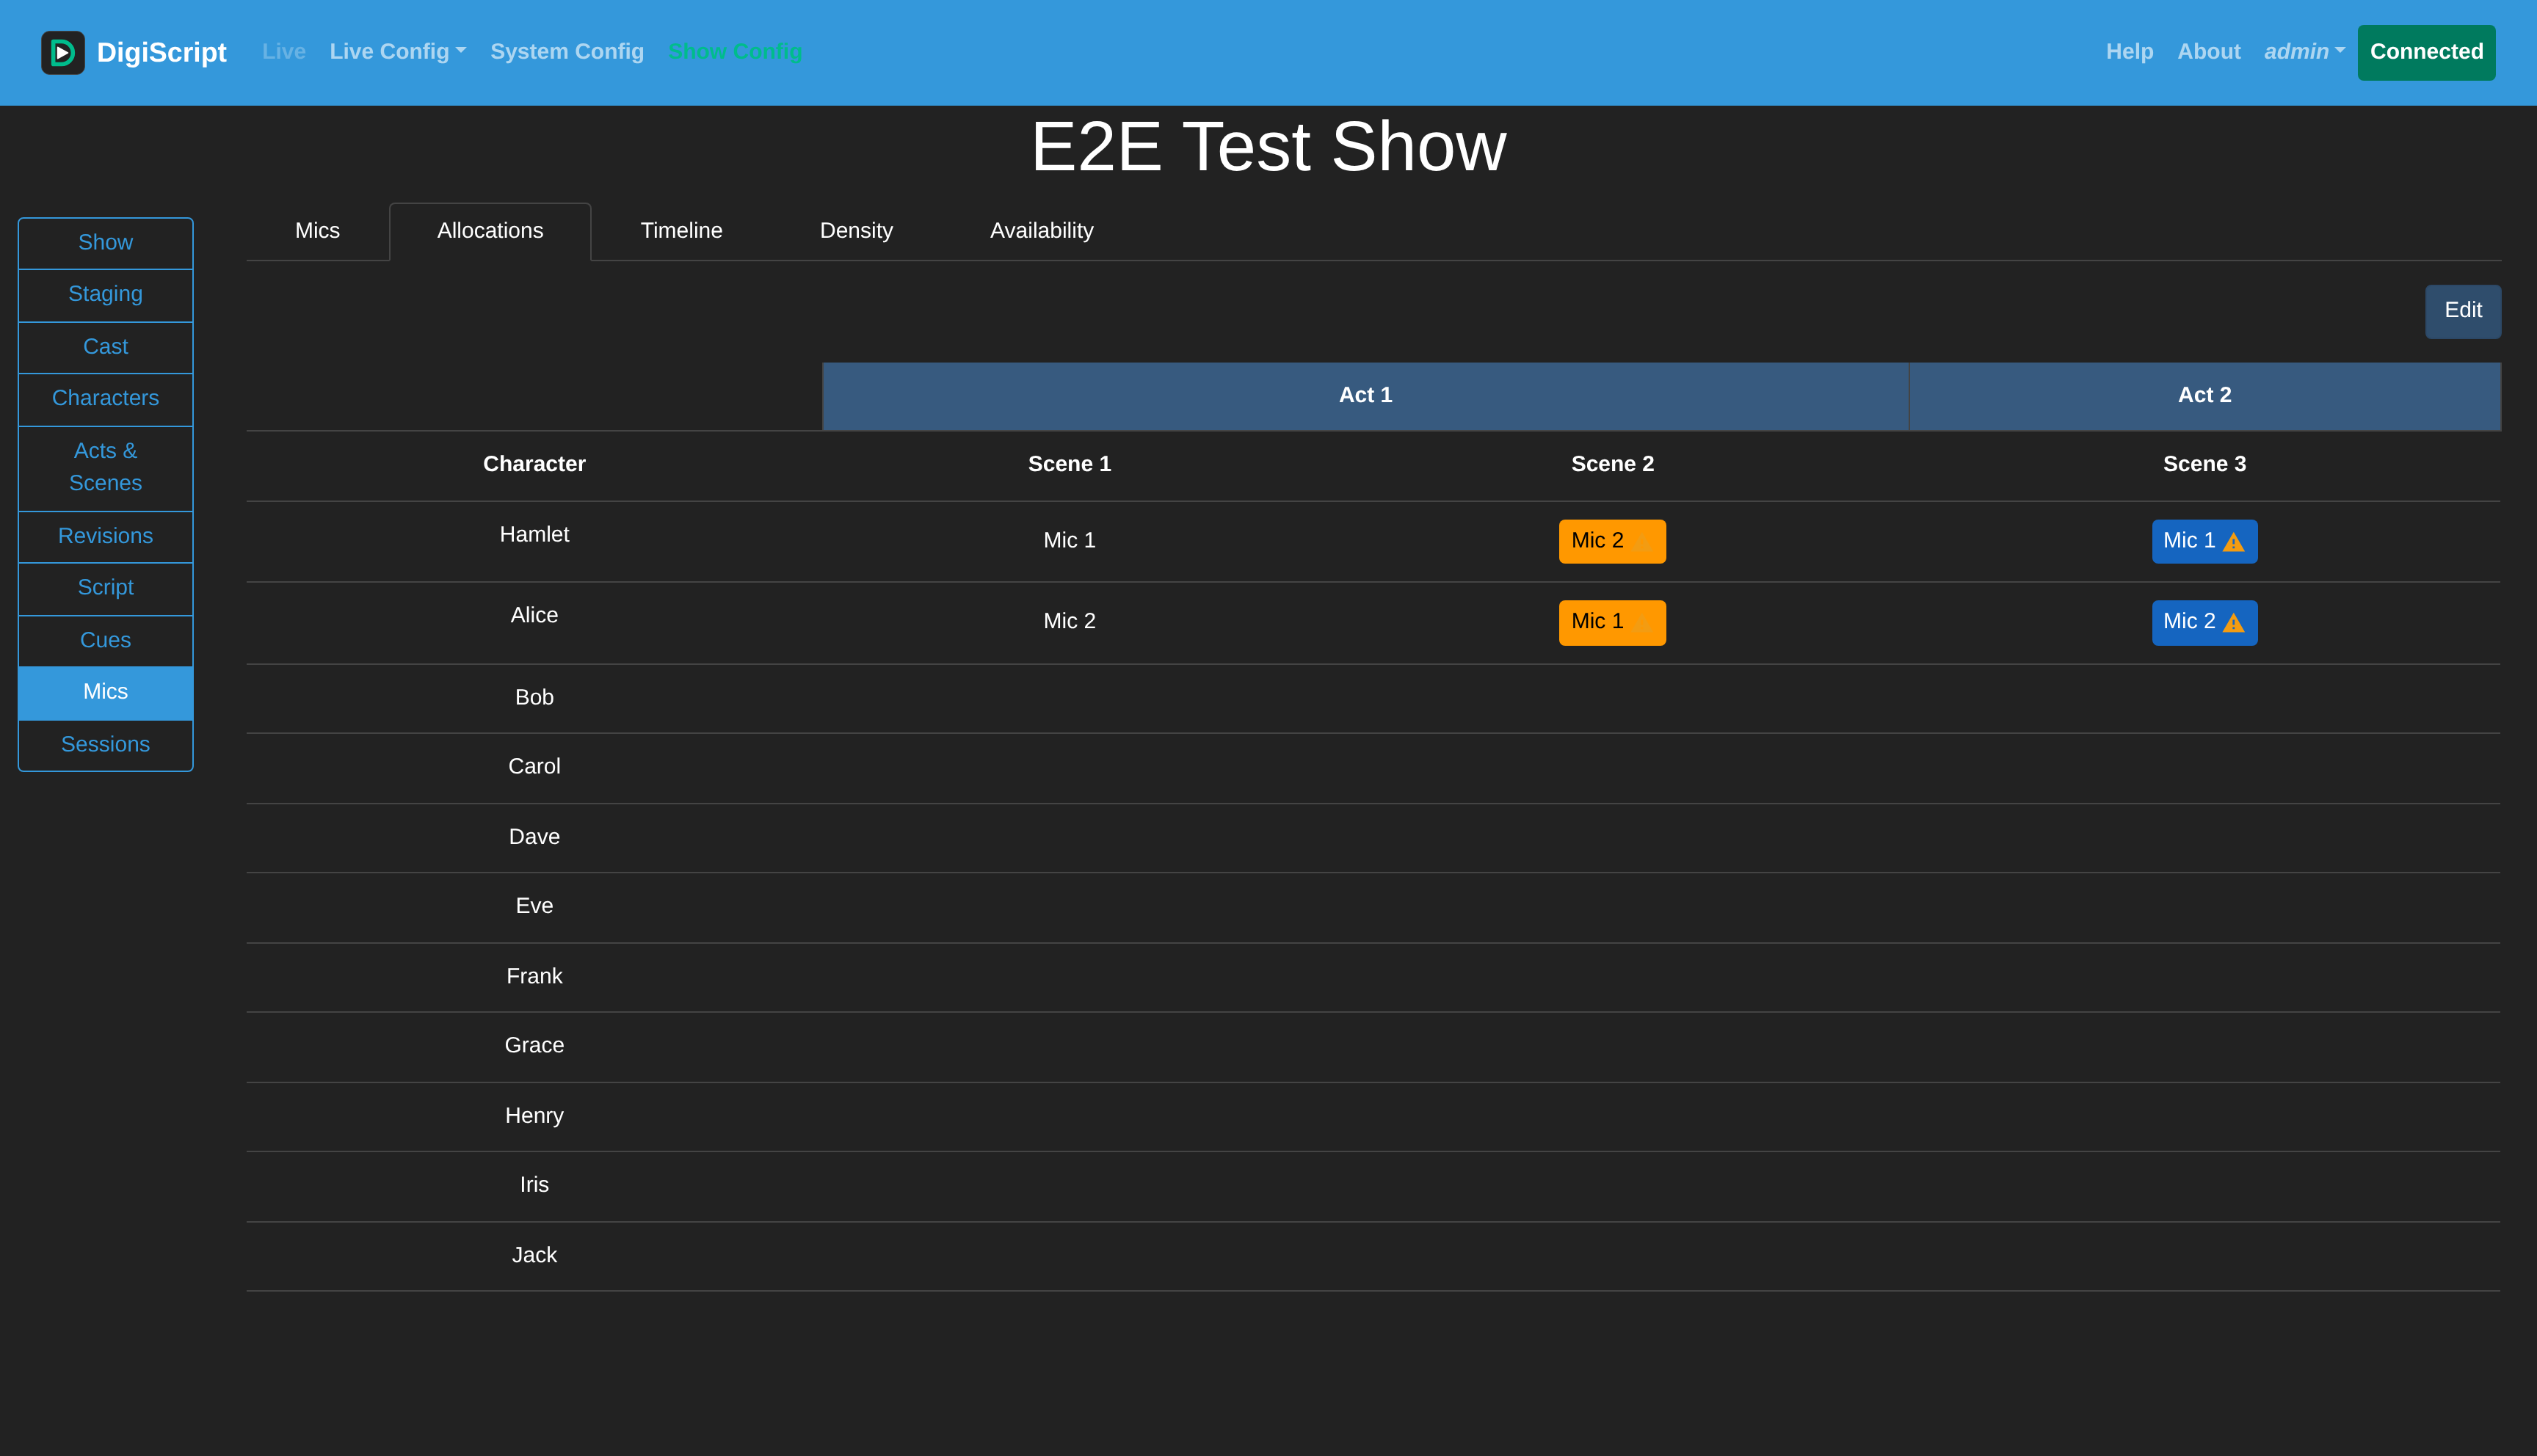 DigiScript Live Live Config System Config Show Config Help About admin Connected
E2E Test Show
Show
Staging
Cast
Characters
Acts &
Scenes
Revisions
Script
Cues
Mics
Sessions
Mics Allocations Timeline Density Availability
Edit
Act 1 Act 2
Character Scene 1 Scene 2 Scene 3
Hamlet Mic 1 Mic 2 Mic 1
Alice Mic 2 Mic 1 Mic 2
Bob
Carol
Dave
Eve
Frank
Grace
Henry
Iris
Jack